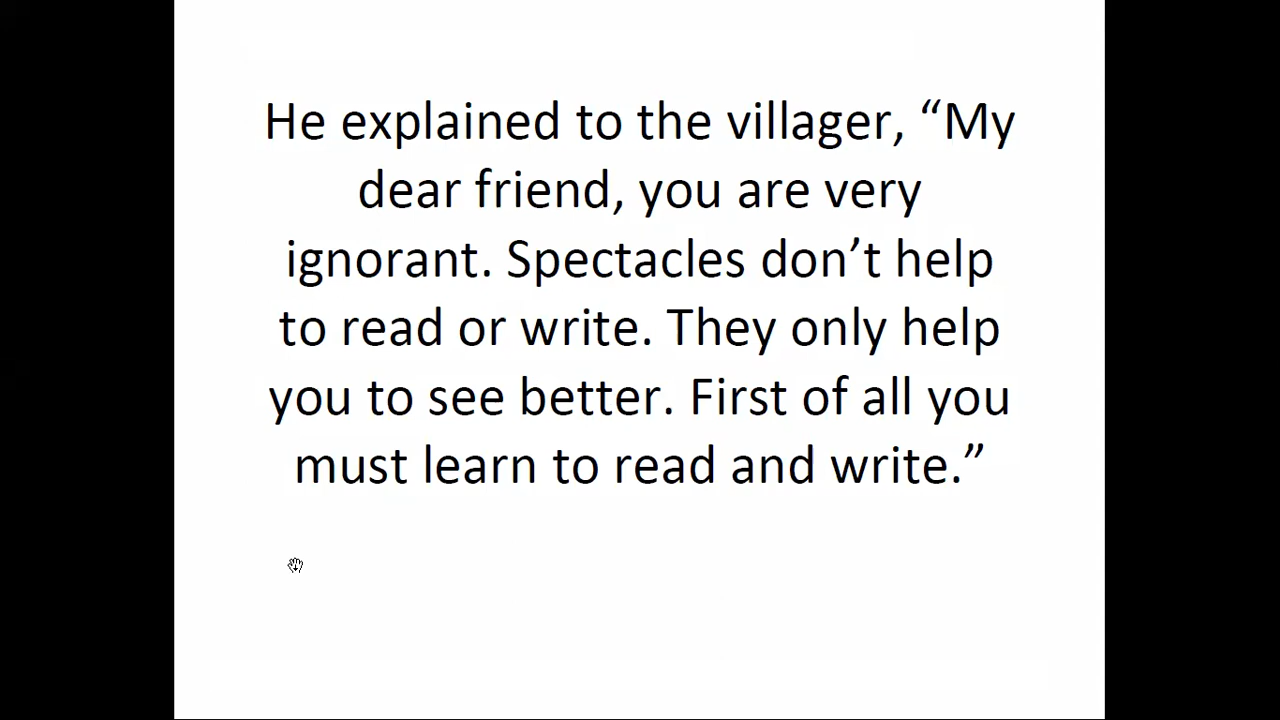 He explained to the villager, “My
dear friend, you are very
ignorant. Spectacles don’t help
to read or write. They only help
you to see better. First of all you
must learn to read and write.”